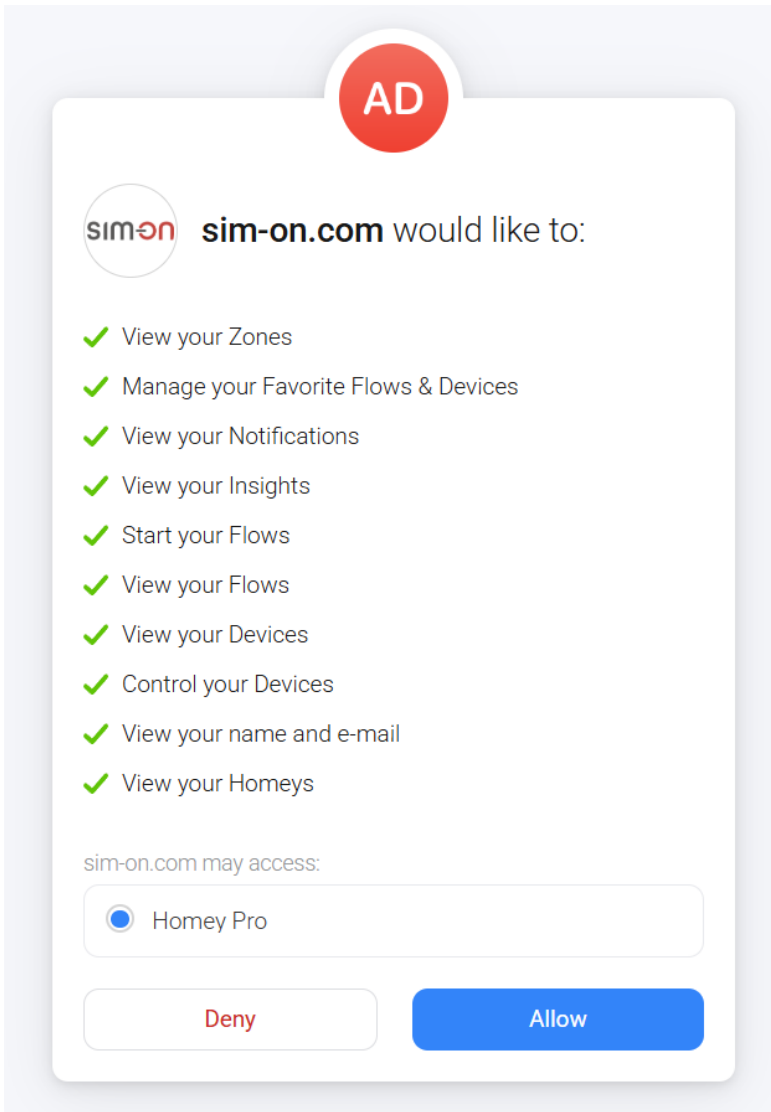 AD
sim-on
sim-on.com would like to:
View your Zones
Manage your Favorite Flows & Devices
View your Notifications
View your Insights
Start your Flows
View your Flows
View your Devices
Control your Devices
View your name and e-mail
View your Homeys
sim-on.com may access:
Homey Pro
Deny
Allow